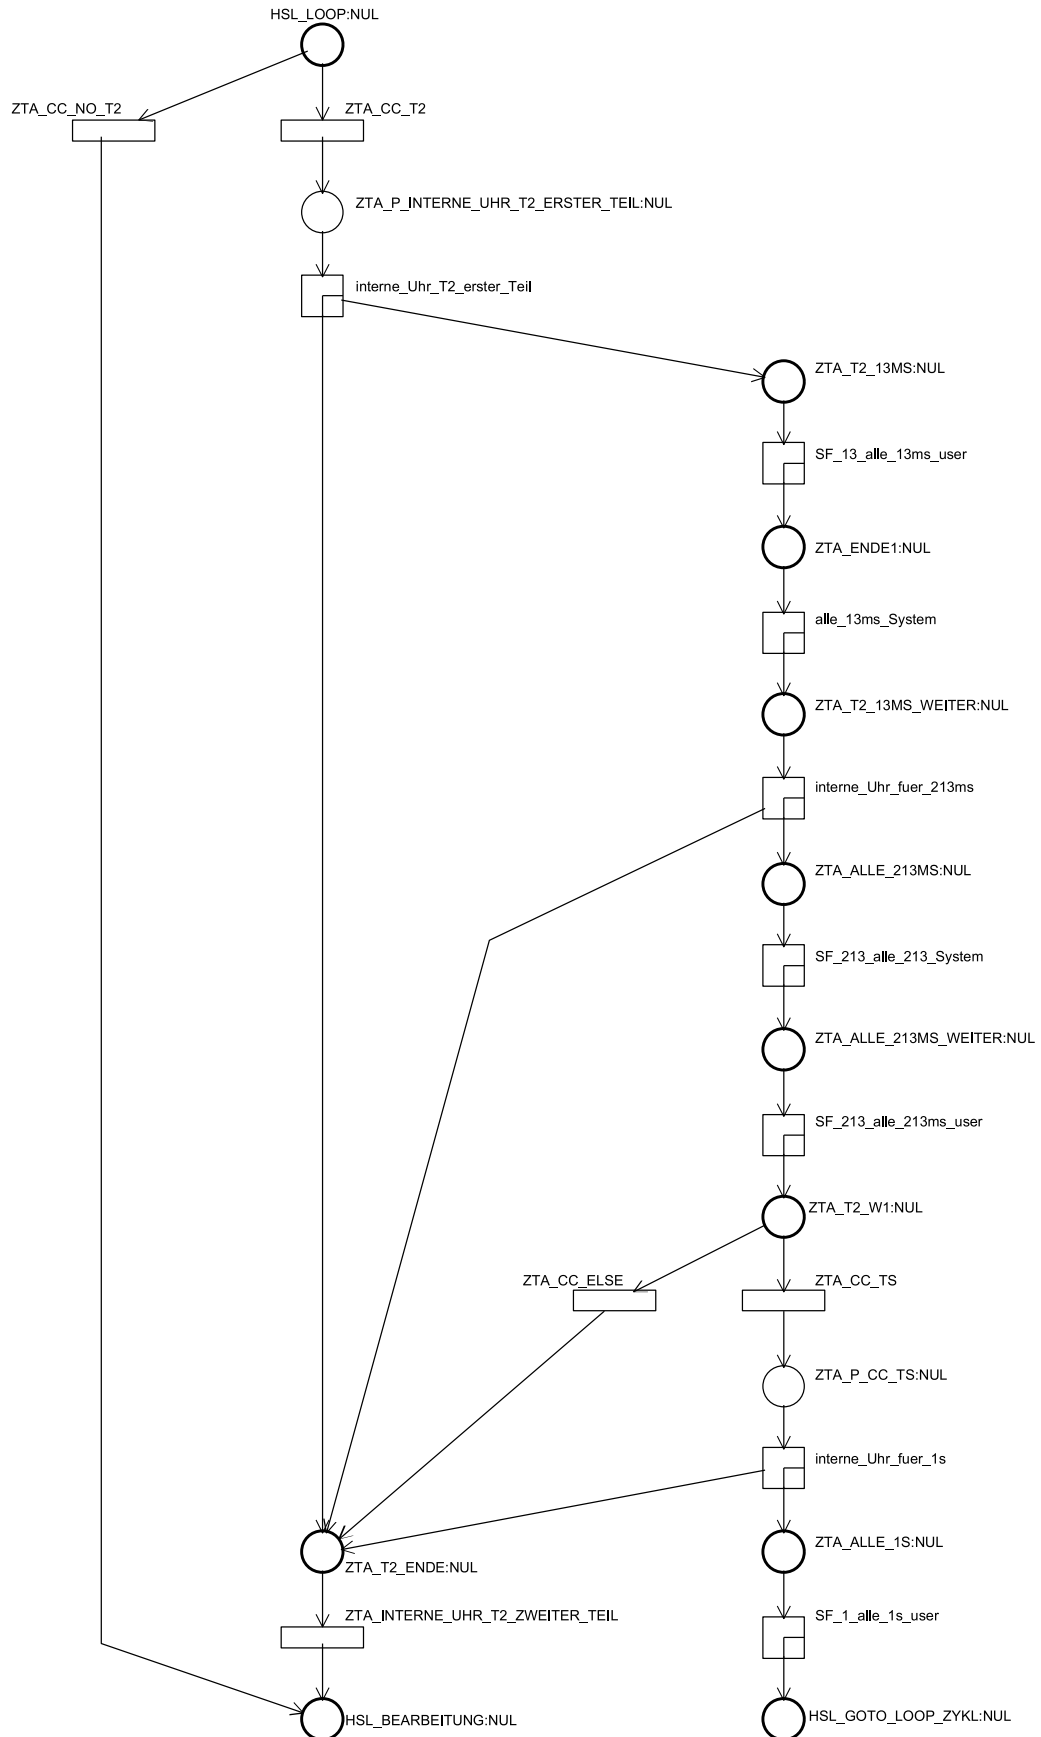 HSL_LOOP:NUL
ZTA_CC_NO_T2
ZTA_CC_T2
ZTA_P_INTERNE_UHR_T2_ERSTER_TEIL:NUL
interne_Uhr_T2_erster_Teil
ZTA_T2_13MS:NUL
SF_13_alle_13ms_user
ZTA_ENDE1:NUL
alle_13ms_System
ZTA_T2_13MS_WEITER:NUL
interne_Uhr_fuer_213ms
ZTA_ALLE_213MS:NUL
SF_213_alle_213_System
ZTA_ALLE_213MS_WEITER:NUL
SF_213_alle_213ms_user
ZTA_T2_W1:NUL
ZTA_CC_ELSE
ZTA_CC_TS
ZTA_P_CC_TS:NUL
interne_Uhr_fuer_1s
ZTA_ALLE_1S:NUL
ZTA_T2_ENDE:NUL
ZTA_INTERNE_UHR_T2_ZWEITER_TEIL
SF_1_alle_1s_user
HSL_BEARBEITUNG:NUL
HSL_GOTO_LOOP_ZYKL:NUL